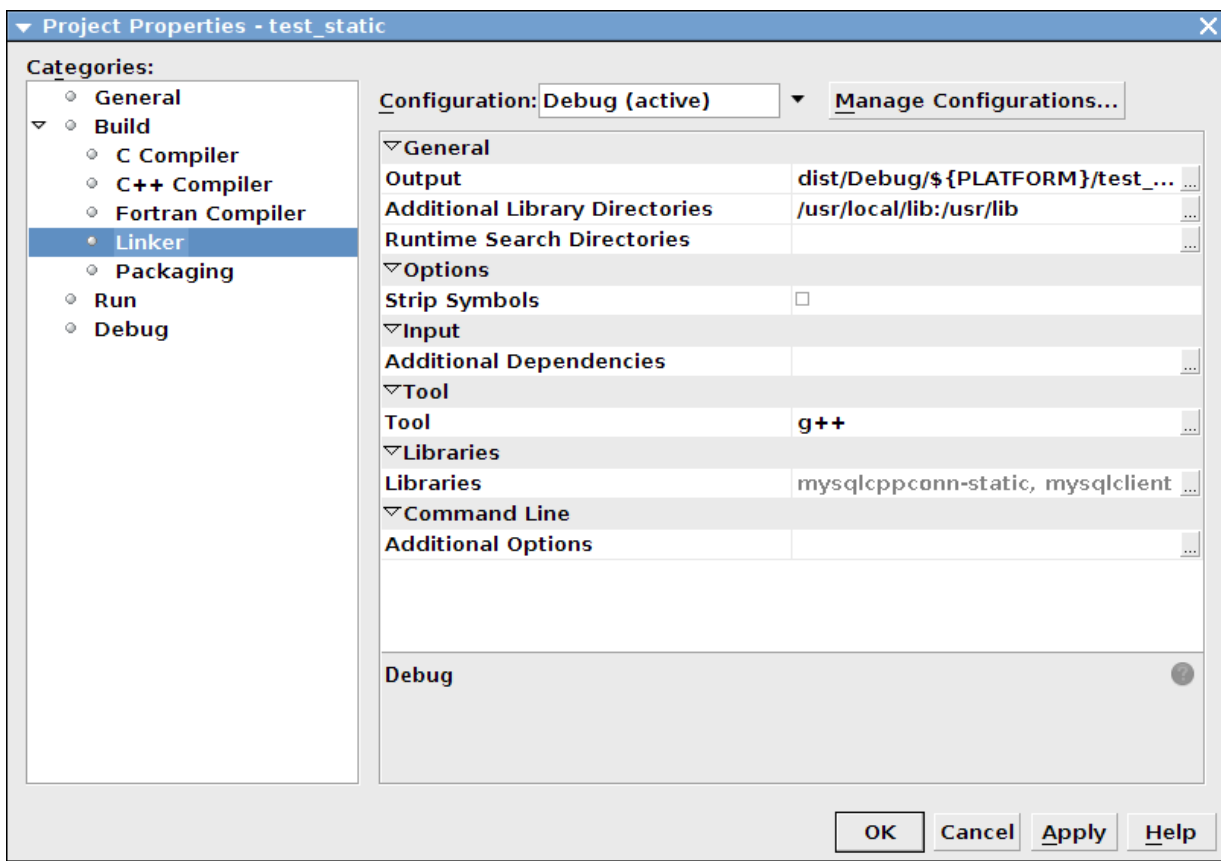 Project Properties - test_static
Categories:
General
Build
C Compiler
C++ Compiler
Fortran Compiler
Linker
Packaging
Run
Debug
Configuration: Debug (active) Manage Configurations...
General
Output dist/Debug/${PLATFORM}/test_... ...
Additional Library Directories /usr/local/lib:/usr/lib ...
Runtime Search Directories ...
Options
Strip Symbols
Input
Additional Dependencies ...
Tool
Tool g++ ...
Libraries
Libraries mysqlcppconn-static, mysqlclient ...
Command Line
Additional Options ...
Debug ?
OK Cancel Apply Help